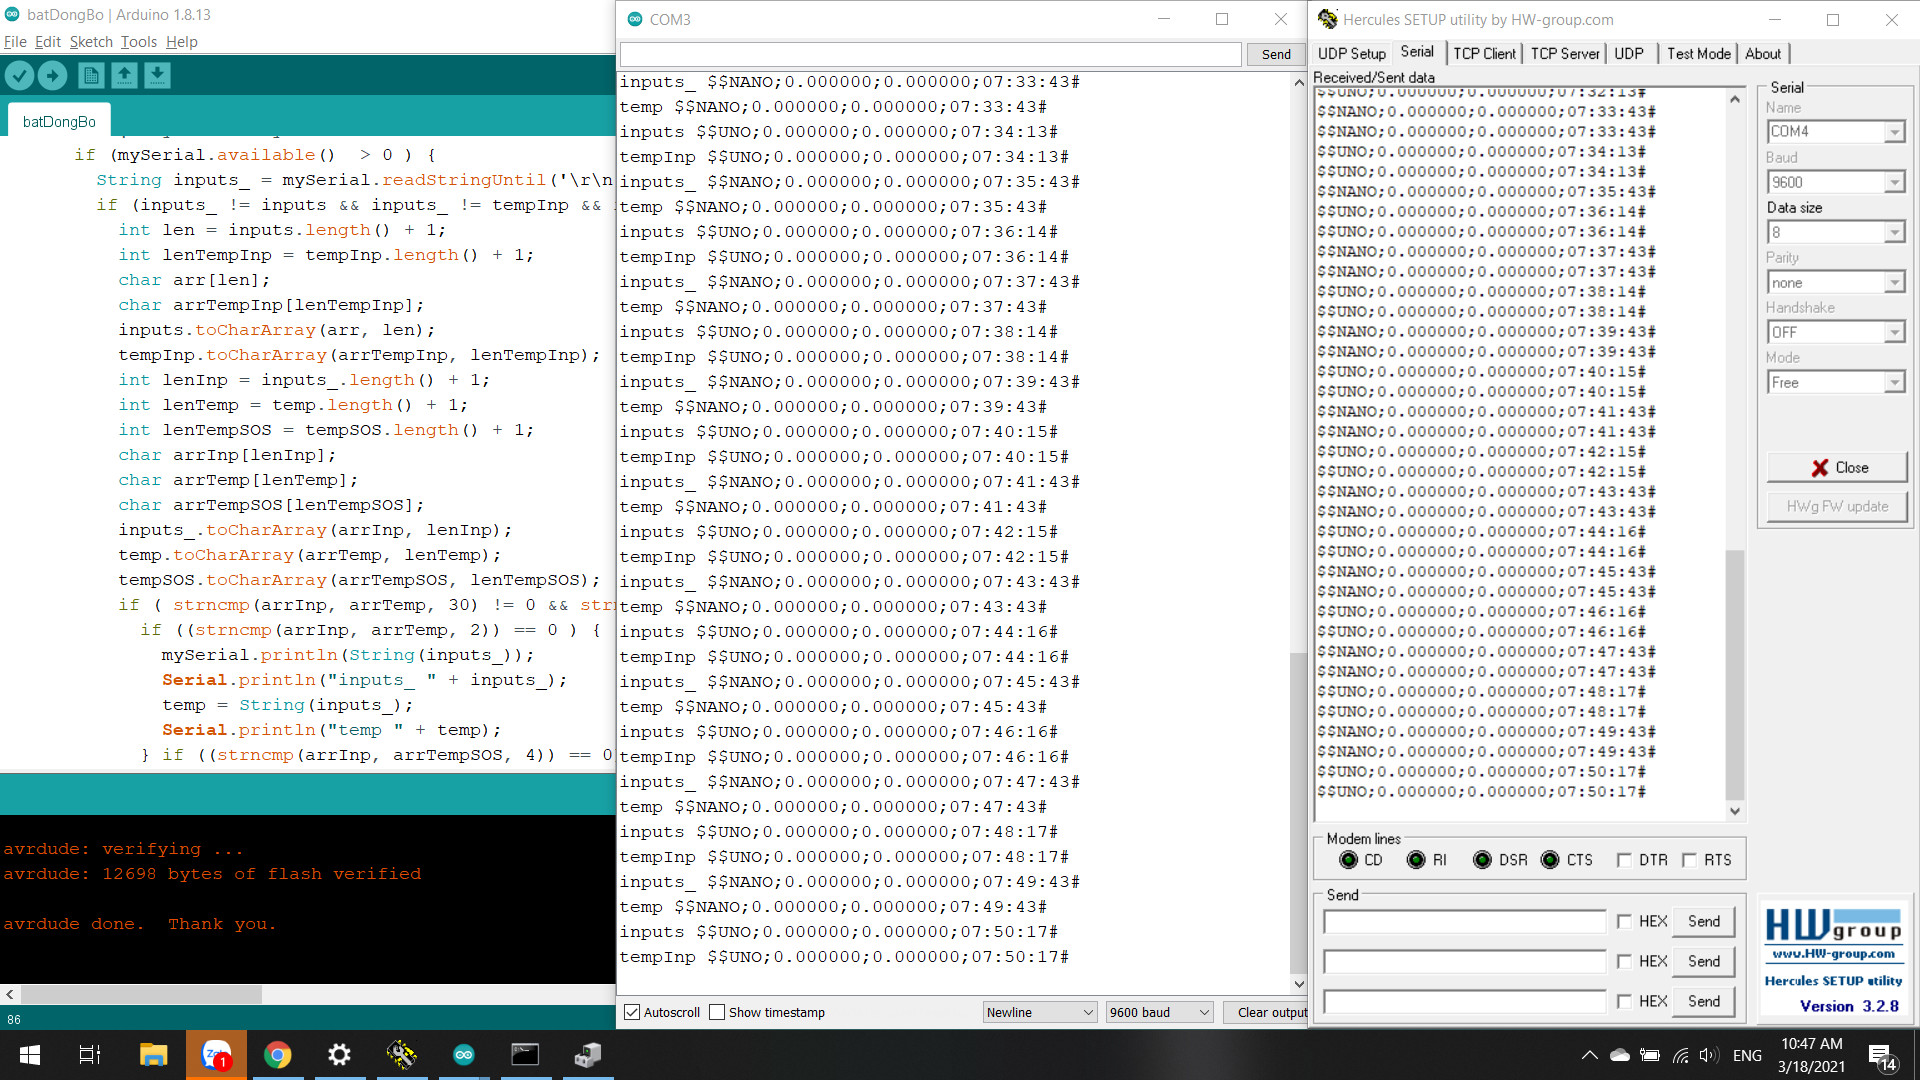 batDongBo | Arduino 1.8.13
File Edit Sketch Tools Help
batDongBo
if (mySerial.available()  > 0 ) {
String inputs_ = mySerial.readStringUntil('\r\n
if (inputs_ != inputs && inputs_ != tempInp &&
int len = inputs.length() + 1;
int lenTempInp = tempInp.length() + 1;
char arr[len];
char arrTempInp[lenTempInp];
inputs.toCharArray(arr, len);
tempInp.toCharArray(arrTempInp, lenTempInp);
int lenInp = inputs_.length() + 1;
int lenTemp = temp.length() + 1;
int lenTempSOS = tempSOS.length() + 1;
char arrInp[lenInp];
char arrTemp[lenTemp];
char arrTempSOS[lenTempSOS];
inputs_.toCharArray(arrInp, lenInp);
temp.toCharArray(arrTemp, lenTemp);
tempSOS.toCharArray(arrTempSOS, lenTempSOS);
if ( strncmp(arrInp, arrTemp, 30) != 0 && str
if ((strncmp(arrInp, arrTemp, 2)) == 0 ) {
mySerial.println(String(inputs_));
Serial.println("inputs_ " + inputs_);
temp = String(inputs_);
Serial.println("temp " + temp);
} if ((strncmp(arrInp, arrTempSOS, 4)) == 0
avrdude: verifying ...
avrdude: 12698 bytes of flash verified
avrdude done.  Thank you.
86
COM3
Send
inputs_ $$NANO;0.000000;0.000000;07:33:43#
temp $$NANO;0.000000;0.000000;07:33:43#
inputs $$UNO;0.000000;0.000000;07:34:13#
tempInp $$UNO;0.000000;0.000000;07:34:13#
inputs_ $$NANO;0.000000;0.000000;07:35:43#
temp $$NANO;0.000000;0.000000;07:35:43#
inputs $$UNO;0.000000;0.000000;07:36:14#
tempInp $$UNO;0.000000;0.000000;07:36:14#
inputs_ $$NANO;0.000000;0.000000;07:37:43#
temp $$NANO;0.000000;0.000000;07:37:43#
inputs $$UNO;0.000000;0.000000;07:38:14#
tempInp $$UNO;0.000000;0.000000;07:38:14#
inputs_ $$NANO;0.000000;0.000000;07:39:43#
temp $$NANO;0.000000;0.000000;07:39:43#
inputs $$UNO;0.000000;0.000000;07:40:15#
tempInp $$UNO;0.000000;0.000000;07:40:15#
inputs_ $$NANO;0.000000;0.000000;07:41:43#
temp $$NANO;0.000000;0.000000;07:41:43#
inputs $$UNO;0.000000;0.000000;07:42:15#
tempInp $$UNO;0.000000;0.000000;07:42:15#
inputs_ $$NANO;0.000000;0.000000;07:43:43#
temp $$NANO;0.000000;0.000000;07:43:43#
inputs $$UNO;0.000000;0.000000;07:44:16#
tempInp $$UNO;0.000000;0.000000;07:44:16#
inputs_ $$NANO;0.000000;0.000000;07:45:43#
temp $$NANO;0.000000;0.000000;07:45:43#
inputs $$UNO;0.000000;0.000000;07:46:16#
tempInp $$UNO;0.000000;0.000000;07:46:16#
inputs_ $$NANO;0.000000;0.000000;07:47:43#
temp $$NANO;0.000000;0.000000;07:47:43#
inputs $$UNO;0.000000;0.000000;07:48:17#
tempInp $$UNO;0.000000;0.000000;07:48:17#
inputs_ $$NANO;0.000000;0.000000;07:49:43#
temp $$NANO;0.000000;0.000000;07:49:43#
inputs $$UNO;0.000000;0.000000;07:50:17#
tempInp $$UNO;0.000000;0.000000;07:50:17#
Autoscroll Show timestamp Newline 9600 baud Clear output
Hercules SETUP utility by HW-group.com
UDP Setup Serial TCP Client TCP Server UDP Test Mode About
Received/Sent data
$$UNO;0.000000;0.000000;07:32:13#
$$NANO;0.000000;0.000000;07:33:43#
$$NANO;0.000000;0.000000;07:33:43#
$$UNO;0.000000;0.000000;07:34:13#
$$UNO;0.000000;0.000000;07:34:13#
$$NANO;0.000000;0.000000;07:35:43#
$$UNO;0.000000;0.000000;07:36:14#
$$UNO;0.000000;0.000000;07:36:14#
$$NANO;0.000000;0.000000;07:37:43#
$$NANO;0.000000;0.000000;07:37:43#
$$UNO;0.000000;0.000000;07:38:14#
$$UNO;0.000000;0.000000;07:38:14#
$$NANO;0.000000;0.000000;07:39:43#
$$NANO;0.000000;0.000000;07:39:43#
$$UNO;0.000000;0.000000;07:40:15#
$$UNO;0.000000;0.000000;07:40:15#
$$NANO;0.000000;0.000000;07:41:43#
$$NANO;0.000000;0.000000;07:41:43#
$$UNO;0.000000;0.000000;07:42:15#
$$UNO;0.000000;0.000000;07:42:15#
$$NANO;0.000000;0.000000;07:43:43#
$$NANO;0.000000;0.000000;07:43:43#
$$UNO;0.000000;0.000000;07:44:16#
$$UNO;0.000000;0.000000;07:44:16#
$$NANO;0.000000;0.000000;07:45:43#
$$NANO;0.000000;0.000000;07:45:43#
$$UNO;0.000000;0.000000;07:46:16#
$$UNO;0.000000;0.000000;07:46:16#
$$NANO;0.000000;0.000000;07:47:43#
$$NANO;0.000000;0.000000;07:47:43#
$$UNO;0.000000;0.000000;07:48:17#
$$UNO;0.000000;0.000000;07:48:17#
$$NANO;0.000000;0.000000;07:49:43#
$$NANO;0.000000;0.000000;07:49:43#
$$UNO;0.000000;0.000000;07:50:17#
$$UNO;0.000000;0.000000;07:50:17#
Serial
Name
COM4
Baud
9600
Data size
8
Parity
none
Handshake
OFF
Mode
Free
Close
HWg FW update
Modem lines
CD RI DSR CTS DTR RTS
Send
HEX Send
HEX Send
HEX Send
HW group
www.HW-group.com
Hercules SETUP utility
Version 3.2.8
1
ENG
10:47 AM
3/18/2021
14